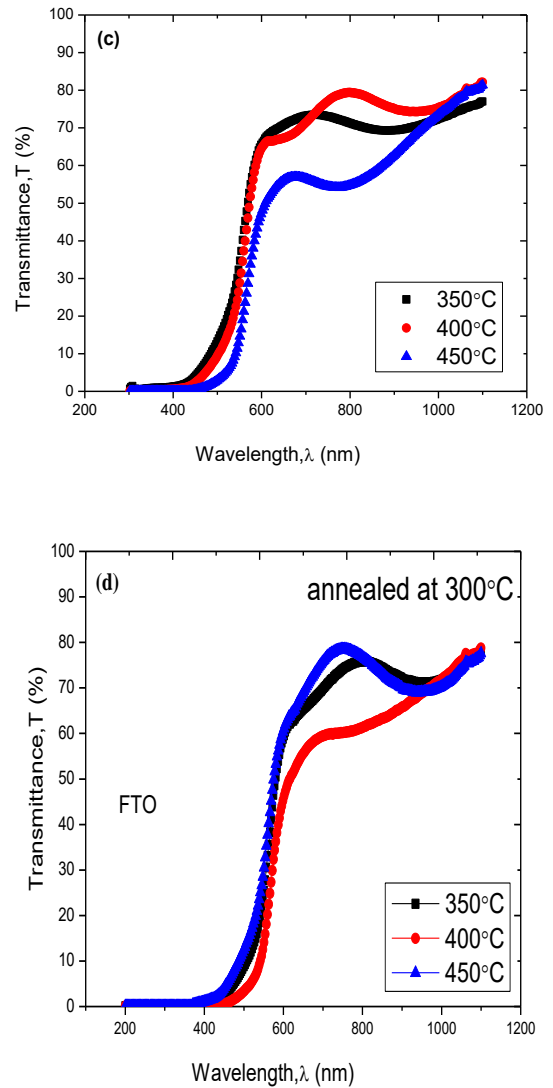 (c)
Transmittance,T (%)
100
90
80
70
60
50
40
30
20
10
0
350°C
400°C
450°C
200 400 600 800 1000 1200
Wavelength,λ (nm)
(d)
annealed at 300°C
Transmittance,T (%)
100
90
80
70
60
50
40
30
20
10
0
FTO
350°C
400°C
450°C
200 400 600 800 1000 1200
Wavelength,λ (nm)